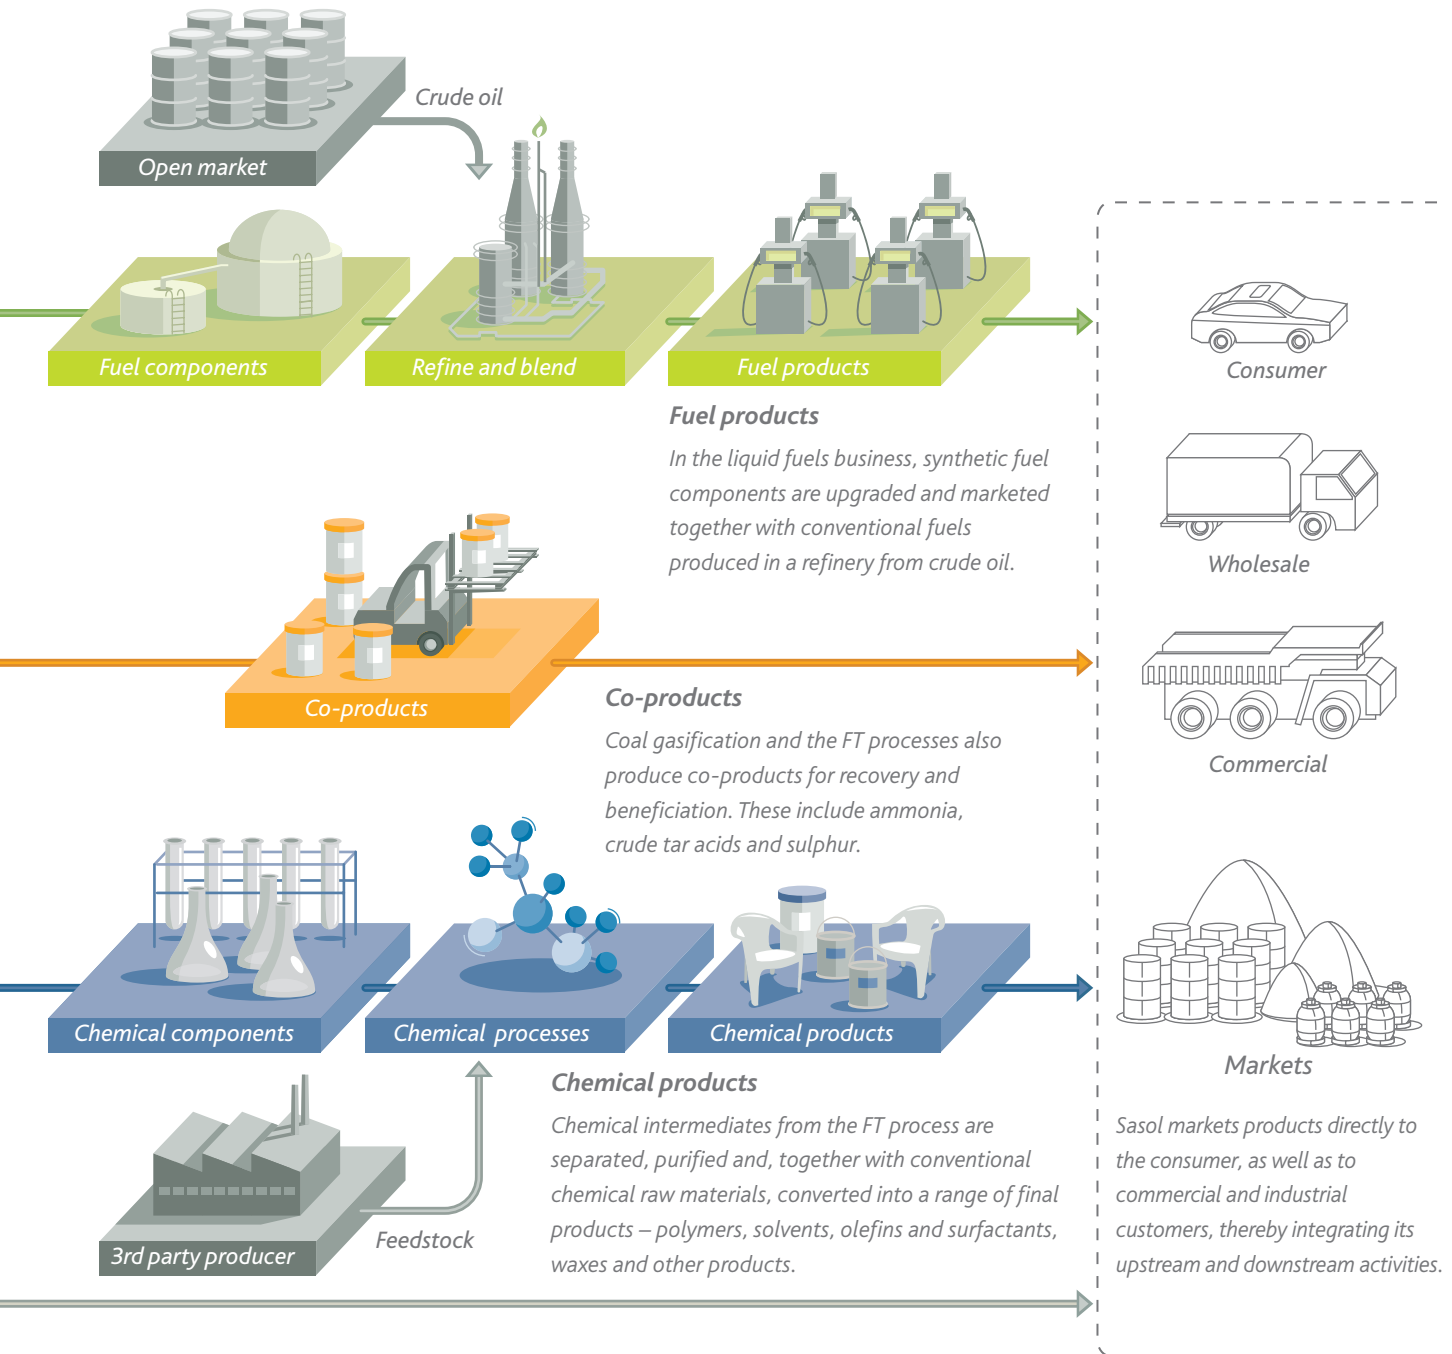 Crude oil
Open market
Fuel components
Refine and blend
Fuel products
Fuel products
In the liquid fuels business, synthetic fuel
components are upgraded and marketed
together with conventional fuels
produced in a refinery from crude oil.
Co-products
Co-products
Coal gasification and the FT processes also
produce co-products for recovery and
beneficiation. These include ammonia,
crude tar acids and sulphur.
Chemical components
Chemical processes
Chemical products
3rd party producer
Feedstock
Chemical products
Chemical intermediates from the FT process are
separated, purified and, together with conventional
chemical raw materials, converted into a range of final
products – polymers, solvents, olefins and surfactants,
waxes and other products.
Consumer
Wholesale
Commercial
Markets
Sasol markets products directly to
the consumer, as well as to
commercial and industrial
customers, thereby integrating its
upstream and downstream activities.